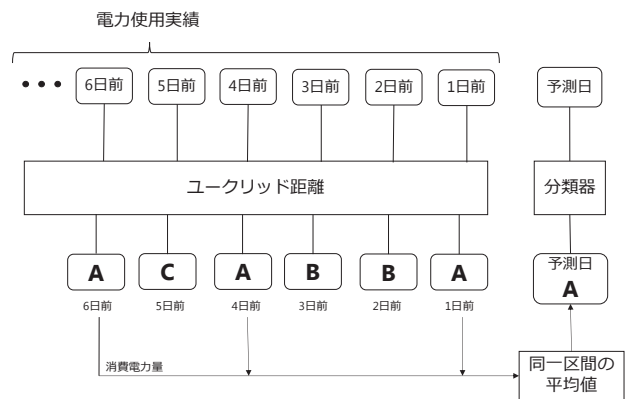 電力使用実績
••• 6日前 5日前 4日前 3日前 2日前 1日前 予測日
ユークリッド距離 分類器
A C A B B A
予測日
A
6日前 5日前 4日前 3日前 2日前 1日前
消費電力量
同一区間の
平均値